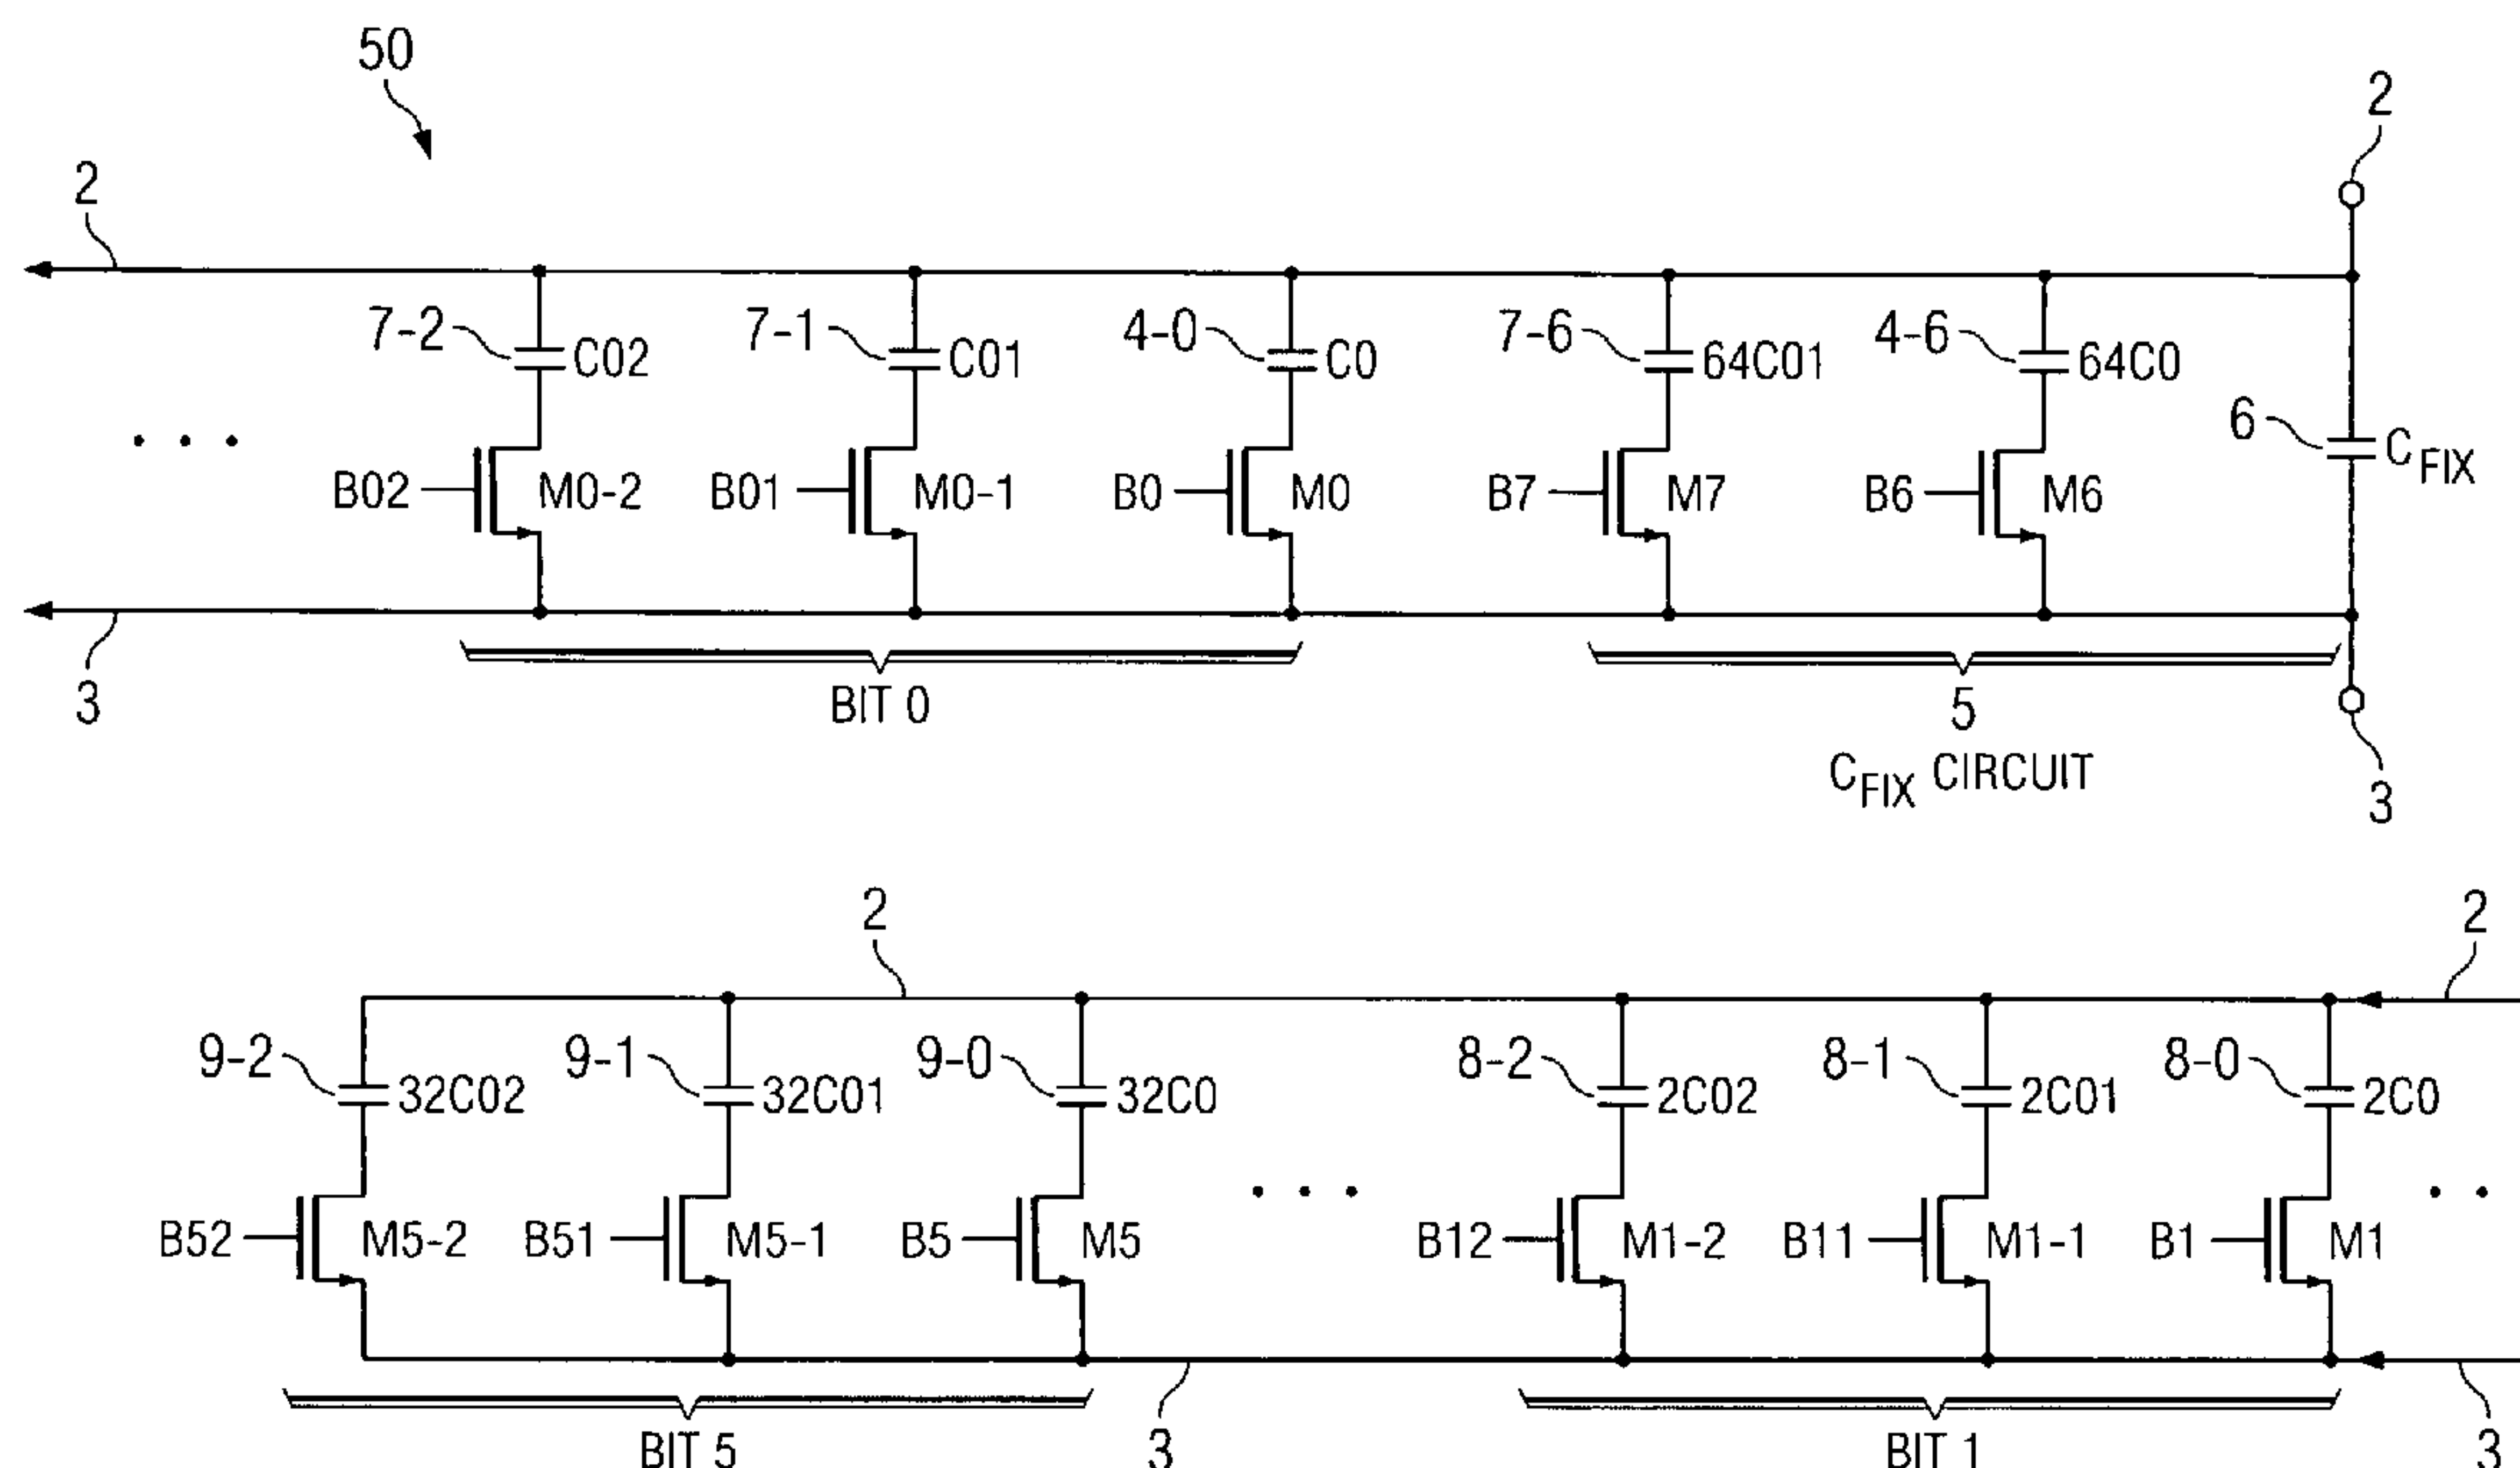 50
2
2
7-2
C02
7-1
C01
4-0
C0
7-6
64C01
4-6
64C0
6
CFIX
B02
M0-2
B01
M0-1
B0
M0
B7
M7
B6
M6
3
BIT 0
5
CFIX CIRCUIT
3
2
2
9-2
32C02
9-1
32C01
9-0
32C0
8-2
2C02
8-1
2C01
8-0
2C0
B52
M5-2
B51
M5-1
B5
M5
B12
M1-2
B11
M1-1
B1
M1
BIT 5
3
BIT 1
3